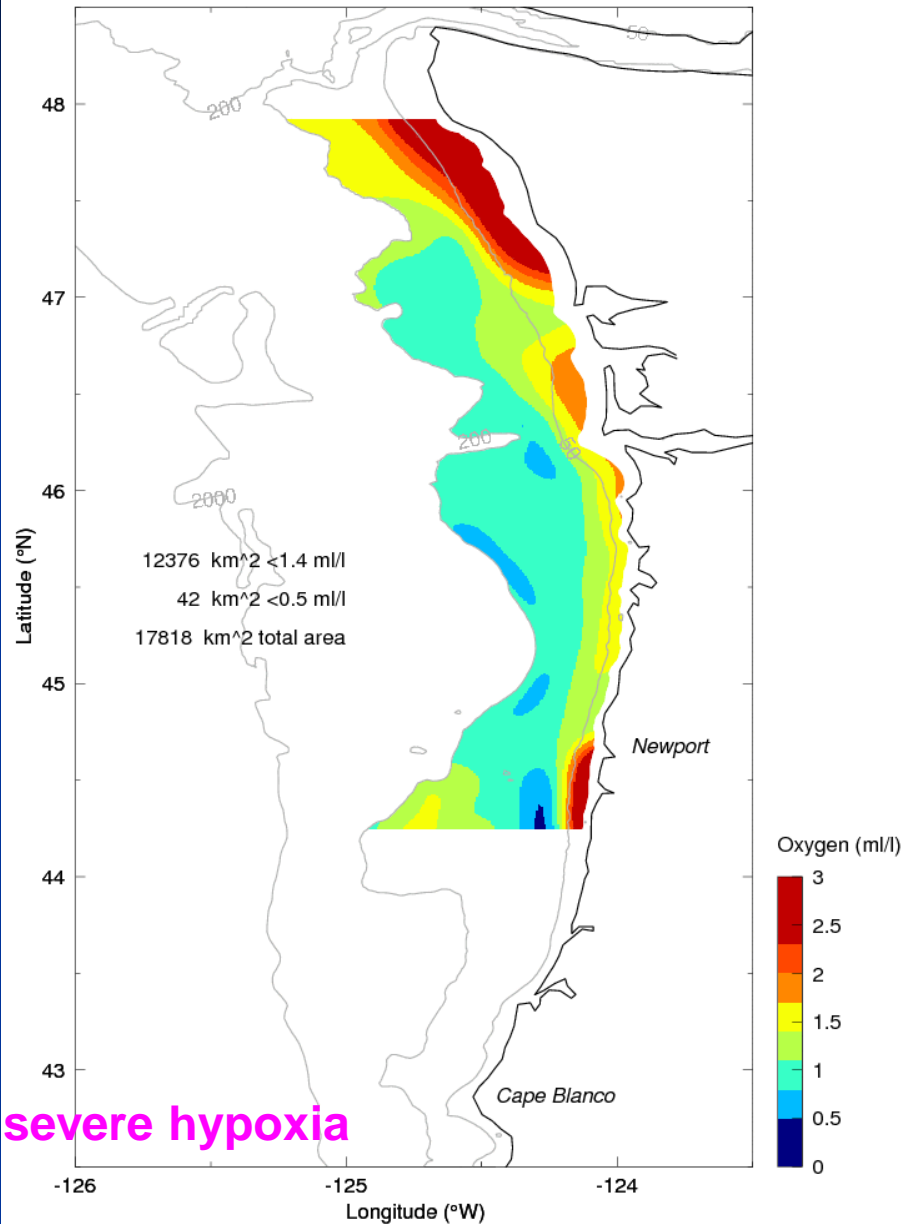 50
48
200
47
200
50
46
2000
Latitude (°N)
12376 km^2 <1.4 ml/l
42 km^2 <0.5 ml/l
17818 km^2 total area
45
Newport
Oxygen (ml/l)
44
3
2.5
2
1.5
43
1
Cape Blanco
severe hypoxia
0.5
0
-126
-125
-124
Longitude (°W)